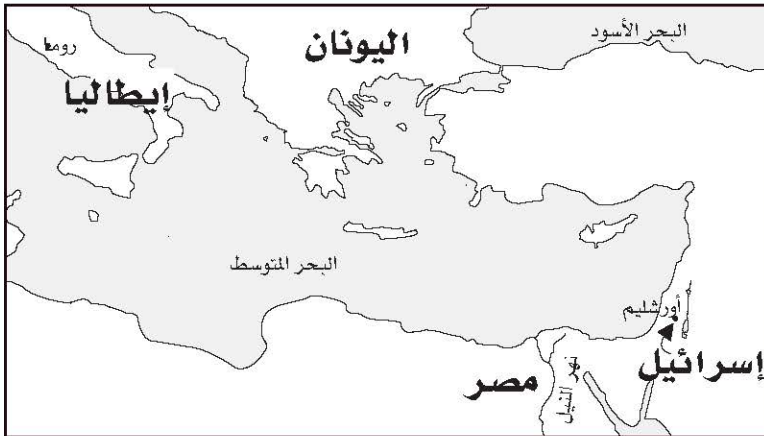 البحر الأسود
اليونان
روما
إيطاليا
البحر المتوسط
أورشليم
إسرائيل
مصر
نهر النيل